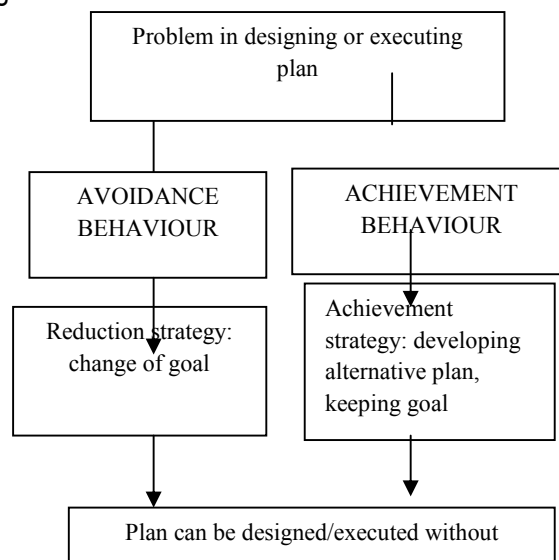 Problem in designing or executing
plan
AVOIDANCE
BEHAVIOUR
ACHIEVEMENT
BEHAVIOUR
Reduction strategy:
change of goal
Achievement
strategy: developing
alternative plan,
keeping goal
Plan can be designed/executed without